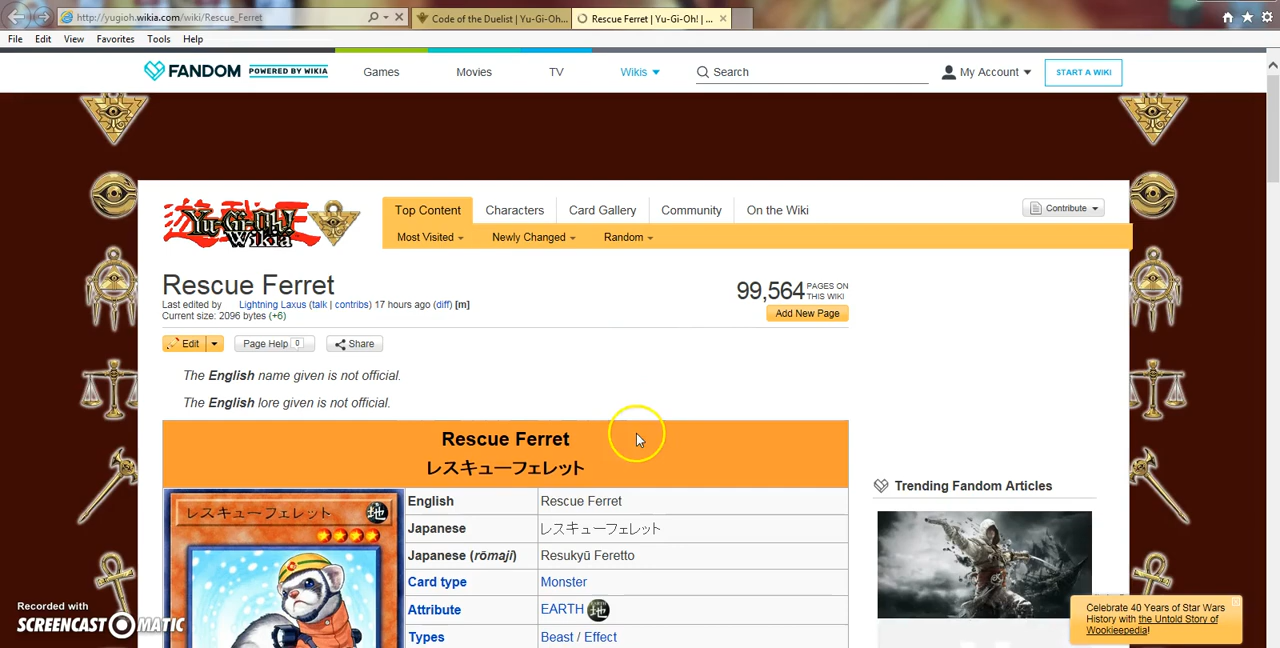 http://yugioh.wikia.com/wiki/Rescue_Ferret
Code of the Duelist | Yu-Gi-Oh...
Rescue Ferret | Yu-Gi-Oh! | ...
File Edit View Favorites Tools Help
FANDOM POWERED BY WIKIA
Games Movies TV Wikis Search My Account START A WIKI
遊戯王
Yu-Gi-Oh!
Wikia
Top Content Characters Card Gallery Community On the Wiki
Contribute
Most Visited Newly Changed Random
Rescue Ferret
Last edited by Lightning Laxus (talk | contribs) 17 hours ago (diff) [m]
Current size: 2096 bytes (+6)
99,564 PAGES ON
THIS WIKI
Add New Page
Edit Page Help 0 Share
The English name given is not official.
The English lore given is not official.
Rescue Ferret
レスキューフェレット
English Rescue Ferret
Japanese レスキューフェレット
Japanese (rōmaji) Resukyū Feretto
Card type Monster
Attribute EARTH 地
Types Beast / Effect
レスキューフェレット 地
Trending Fandom Articles
Celebrate 40 Years of Star Wars
History with the Untold Story of
Wookieepedia!
Recorded with
SCREENCAST O MATIC